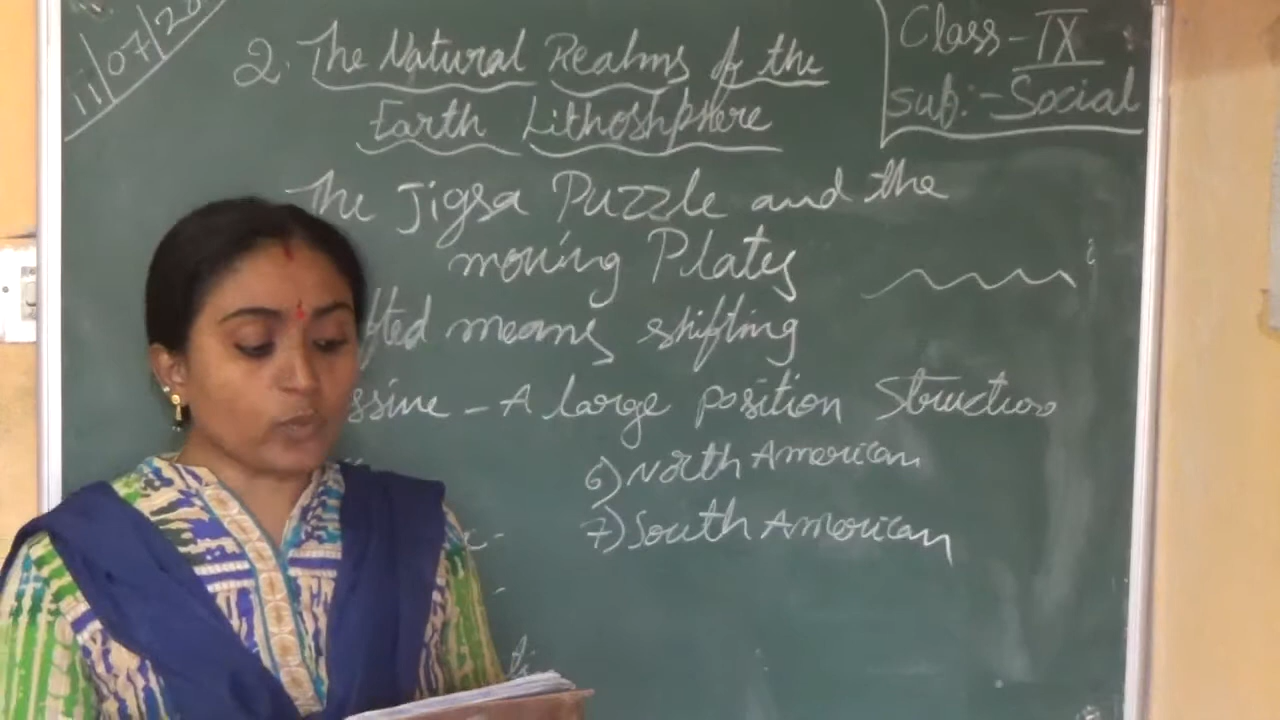 11/07/20
Class - IX
Sub:- Social
2. The Natural Realms of the
Earth Lithoshphere
The Jigsa Puzzle and the
moving Plates
fted means shifting
ssive - A large position Structure
6) North American
7) South American